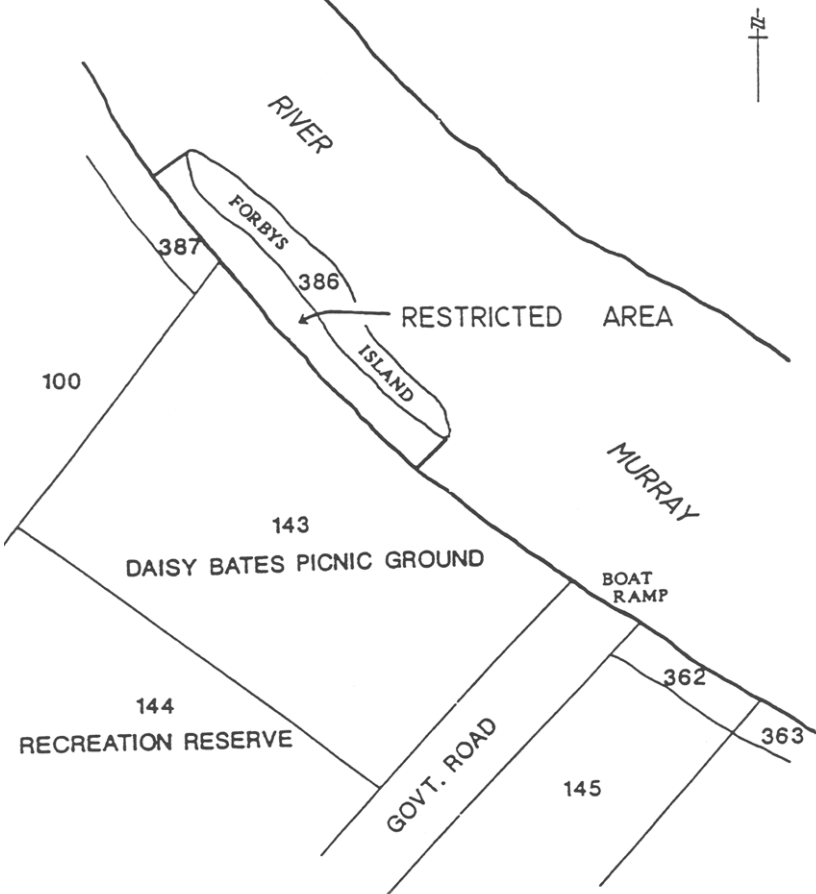 N
RIVER
FORBYS
387
386
RESTRICTED AREA
ISLAND
100
MURRAY
143
DAISY BATES PICNIC GROUND
BOAT
RAMP
362
144
RECREATION RESERVE
363
GOVT. ROAD
145